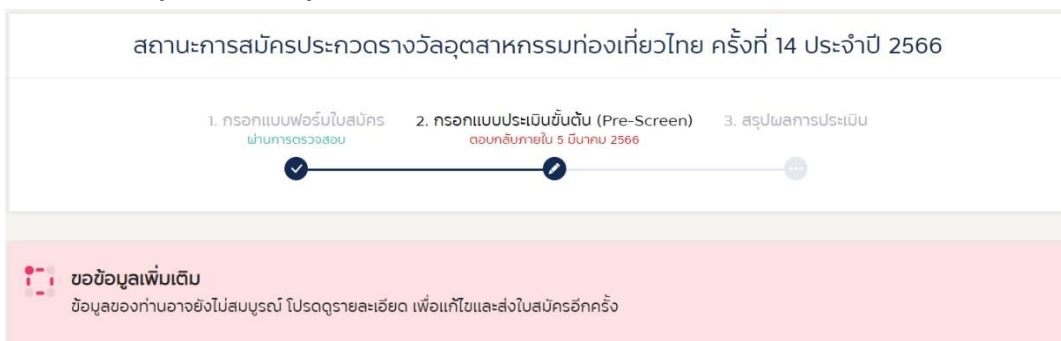 สถานะการสมัครประกวดรางวัลอุตสาหกรรมท่องเที่ยวไทย ครั้งที่ 14 ประจำปี 2566
1. กรอกแบบฟอร์มใบสมัคร
ผ่านการตรวจสอบ
2. กรอกแบบประเมินขั้นต้น (Pre-Screen)
ตอบกลับภายใน 5 มีนาคม 2566
3. สรุปผลการประเมิน
ขอข้อมูลเพิ่มเติม
ข้อมูลของท่านอาจยังไม่สมบูรณ์ โปรดดูรายละเอียด เพื่อแก้ไขและส่งใบสมัครอีกครั้ง